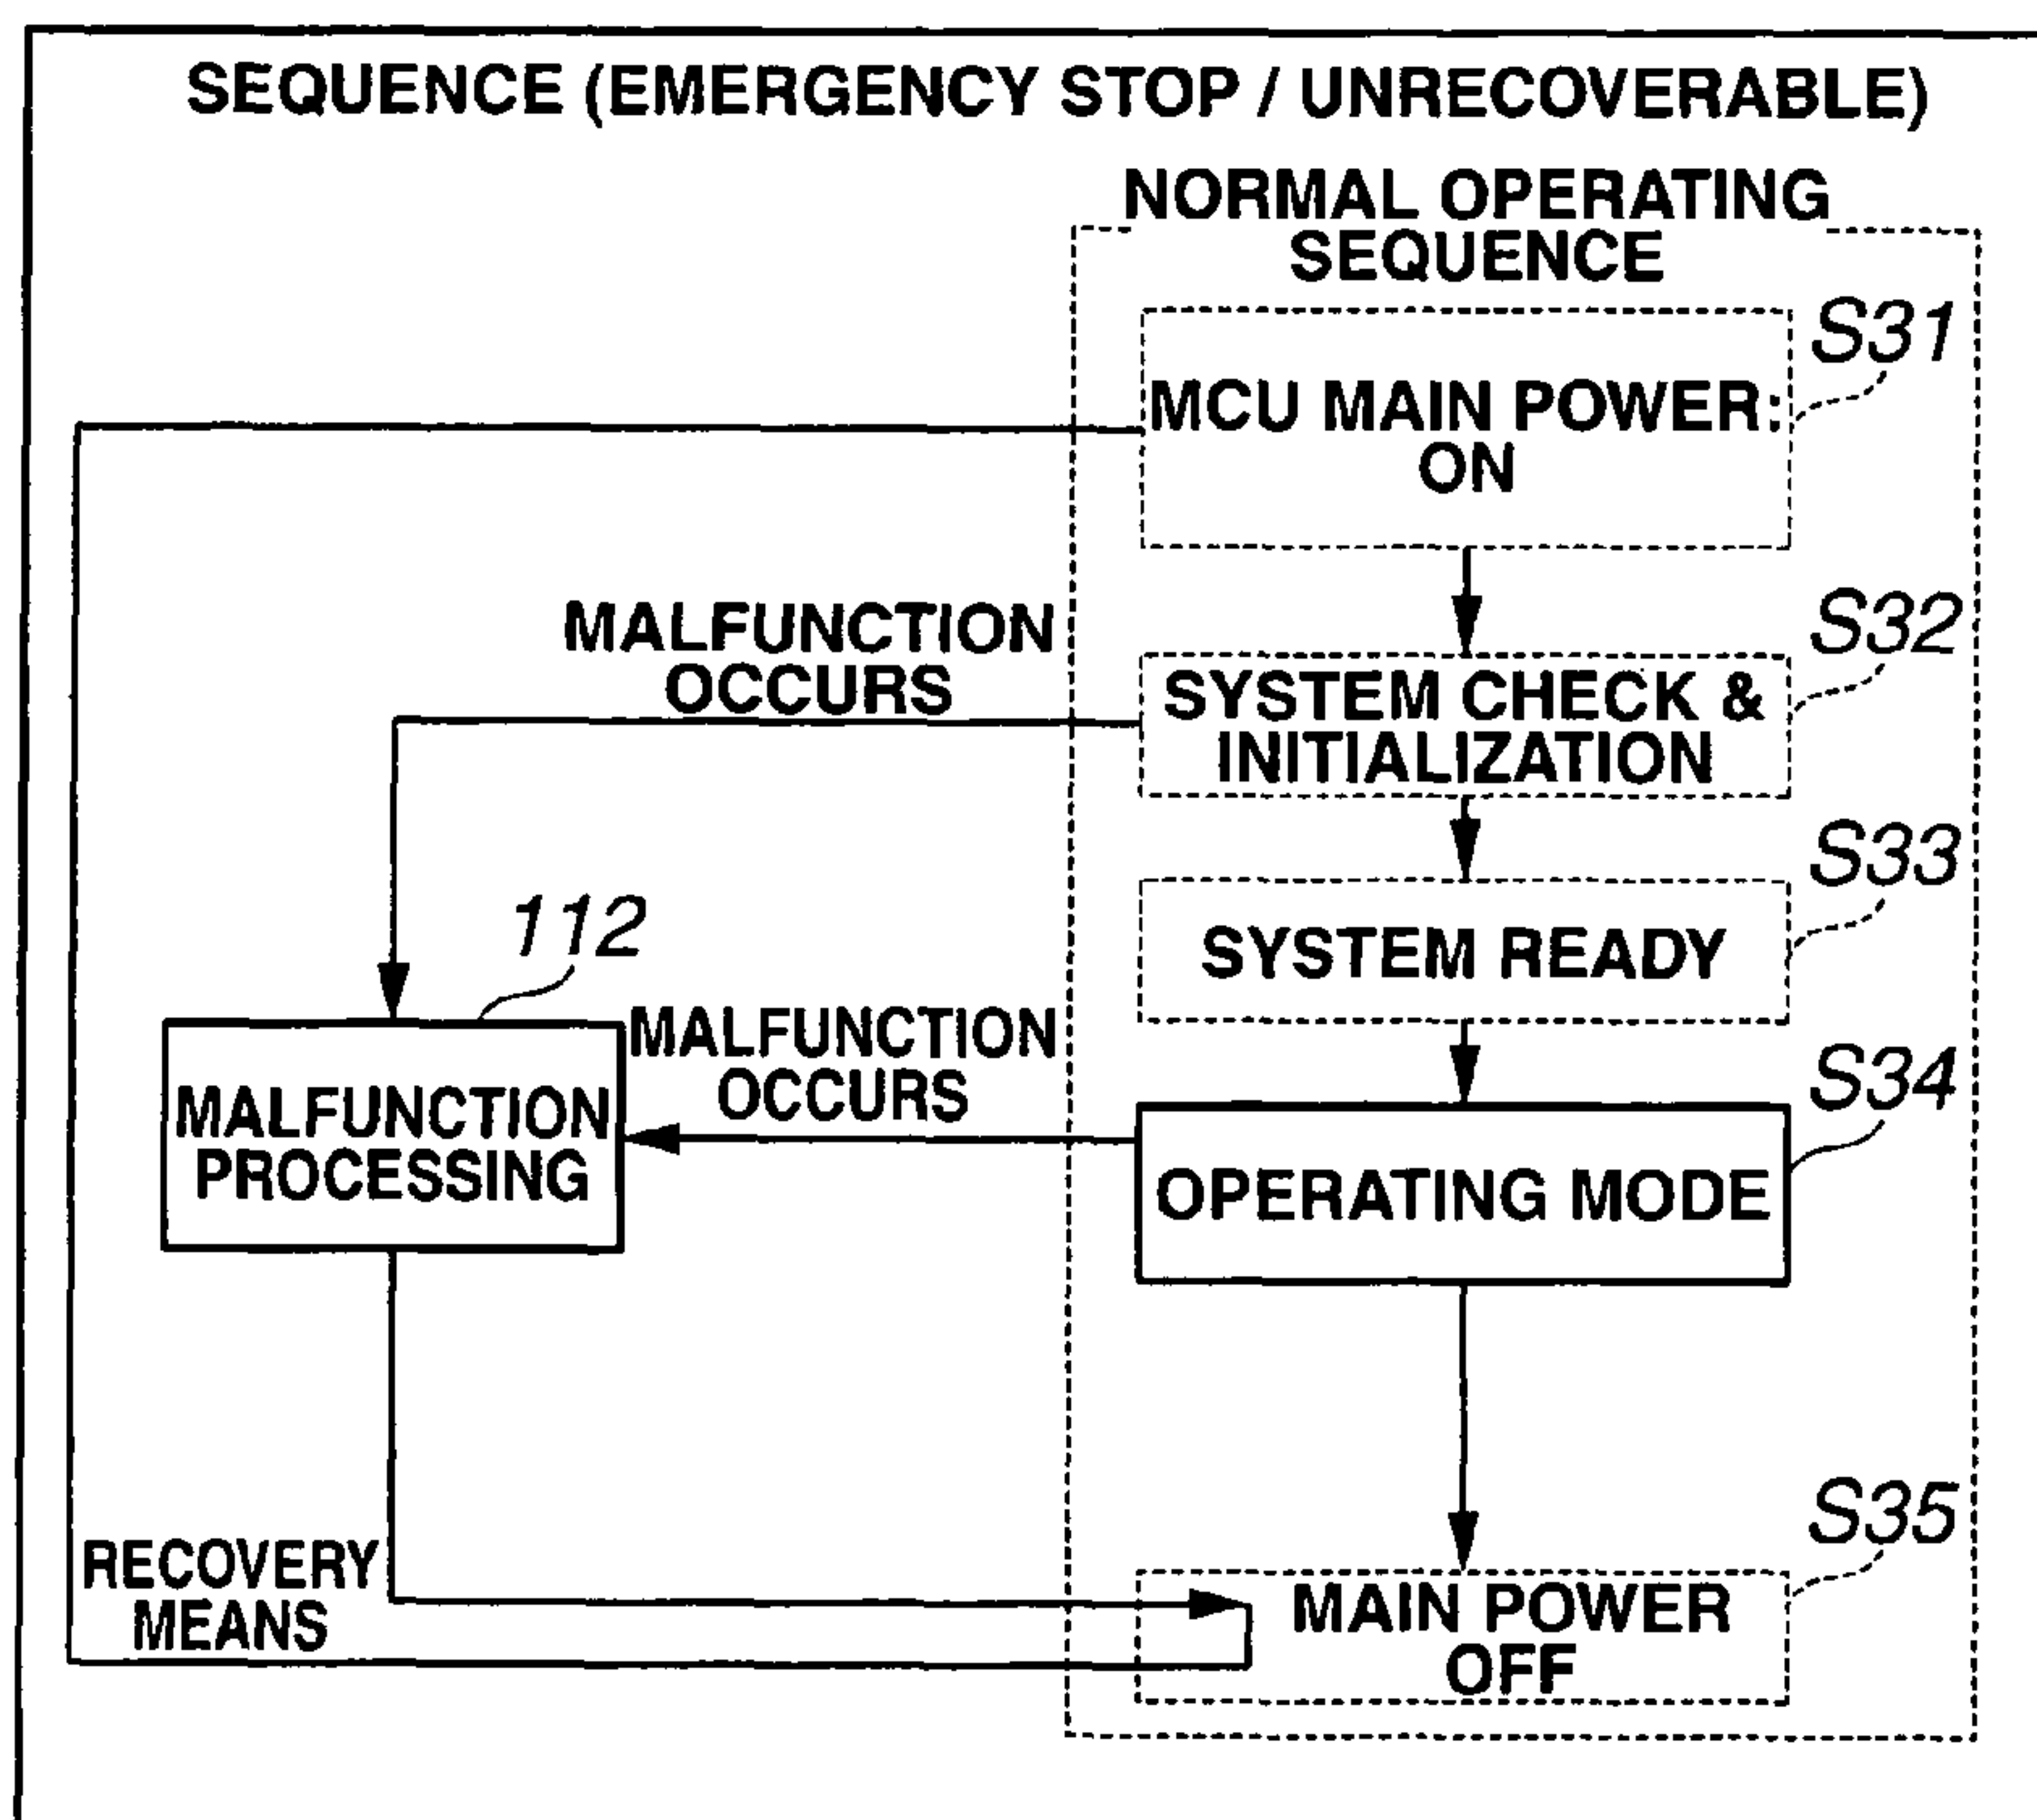 SEQUENCE (EMERGENCY STOP / UNRECOVERABLE)
NORMAL OPERATING
SEQUENCE
S31
MCU MAIN POWER:
ON
S32
MALFUNCTION
OCCURS
SYSTEM CHECK &
INITIALIZATION
S33
SYSTEM READY
112
MALFUNCTION
OCCURS
S34
MALFUNCTION
PROCESSING
OPERATING MODE
S35
RECOVERY
MEANS
MAIN POWER
OFF